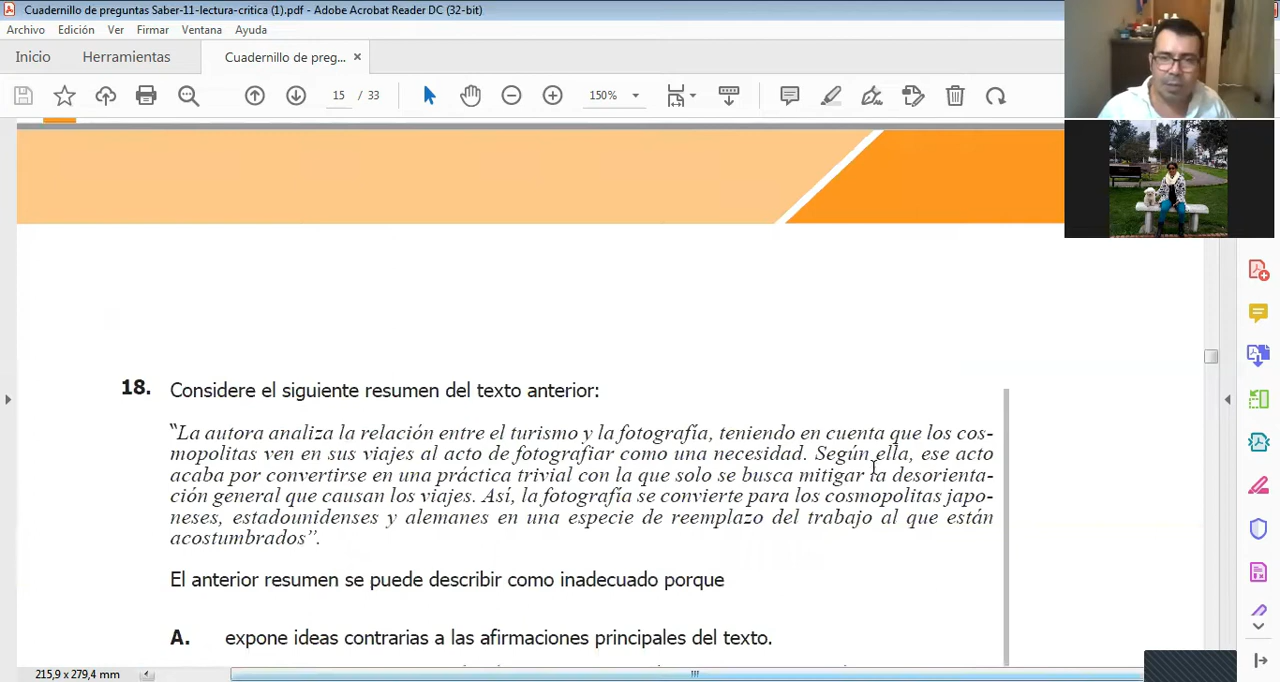 Cuadernillo de preguntas Saber-11-lectura-critica (1).pdf - Adobe Acrobat Reader DC (32-bit)
Archivo Edición Ver Firmar Ventana Ayuda
Inicio Herramientas Cuadernillo de preg... ×
15 / 33 150%
18. Considere el siguiente resumen del texto anterior:
“La autora analiza la relación entre el turismo y la fotografía, teniendo en cuenta que los cos-
mopolitas ven en sus viajes al acto de fotografiar como una necesidad. Según ella, ese acto
acaba por convertirse en una práctica trivial con la que solo se busca mitigar la desorienta-
ción general que causan los viajes. Así, la fotografía se convierte para los cosmopolitas japo-
neses, estadounidenses y alemanes en una especie de reemplazo del trabajo al que están
acostumbrados”.
El anterior resumen se puede describir como inadecuado porque
A. expone ideas contrarias a las afirmaciones principales del texto.
215,9 x 279,4 mm